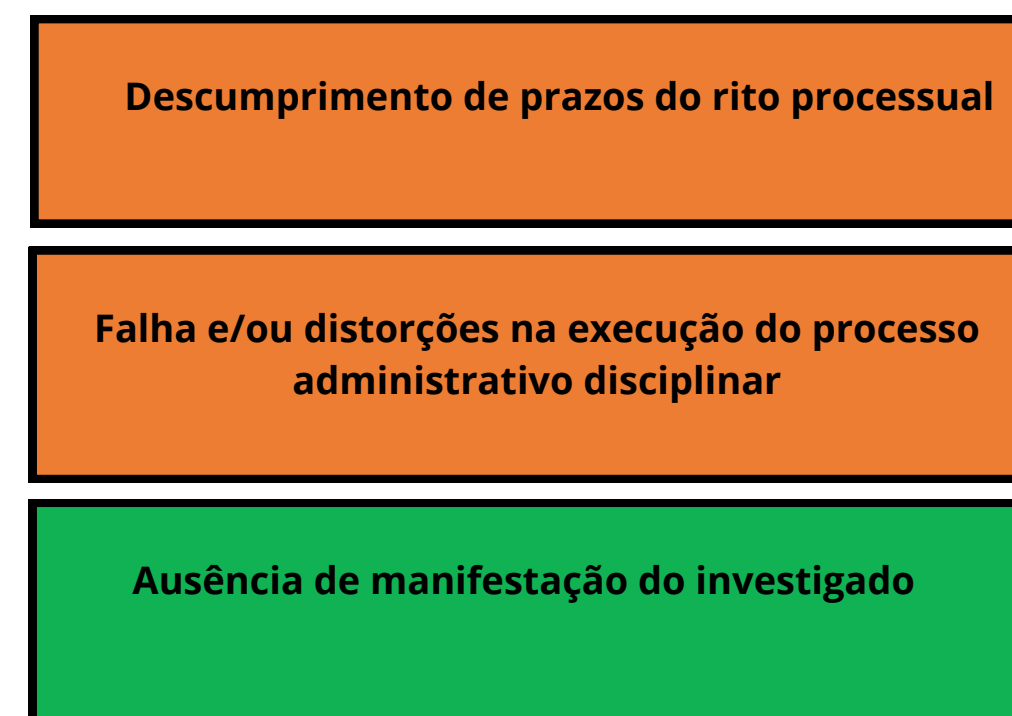 Descumprimento de prazos do rito processual
Falha e/ou distorções na execução do processo
administrativo disciplinar
Ausência de manifestação do investigado